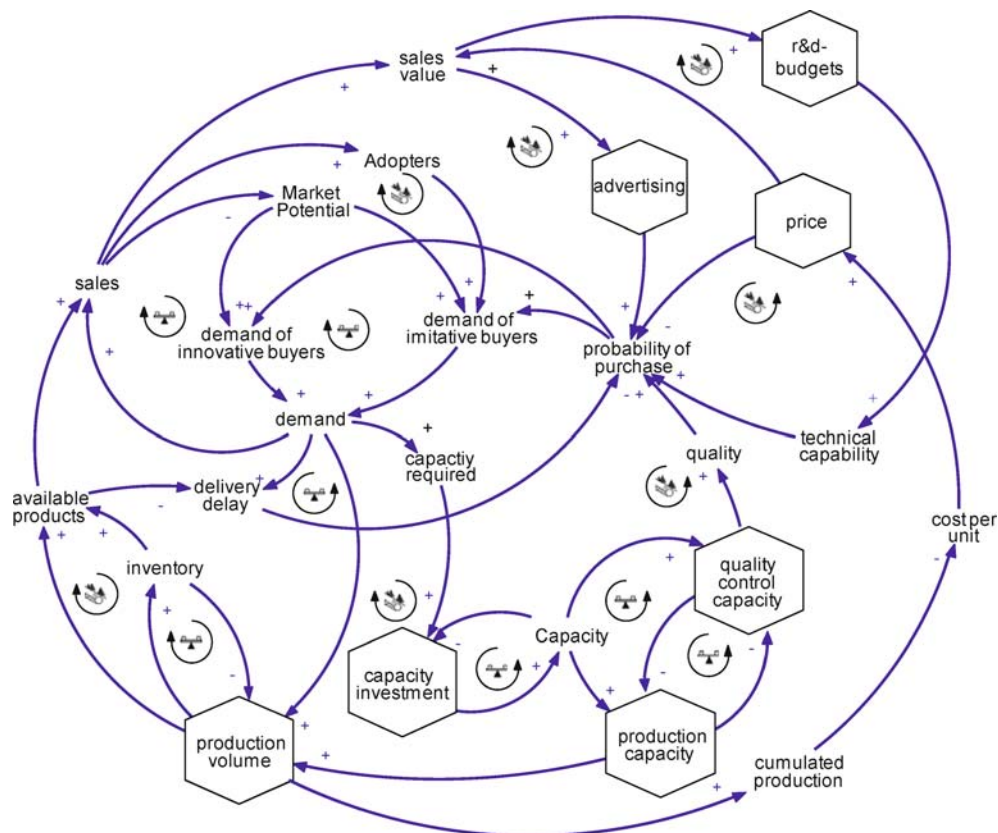 r&d-
budgets
sales
value
+
+
+
+
Adopters
+
advertising
Market
Potential
-
price
sales
+
+
++
+
+
+
+
-
demand of
innovative buyers
demand of
imitative buyers
probability of
purchase
+
+
+
- +
+
+
demand
+
technical
capability
capactiy
required
quality
+
available
products
-
delivery
delay
+
cost per
unit
+
+
inventory
+
+
-
quality
control
capacity
+
-
Capacity
+
-
-
capacity
investment
-
+
production
volume
+
+
production
capacity
cumulated
production
+